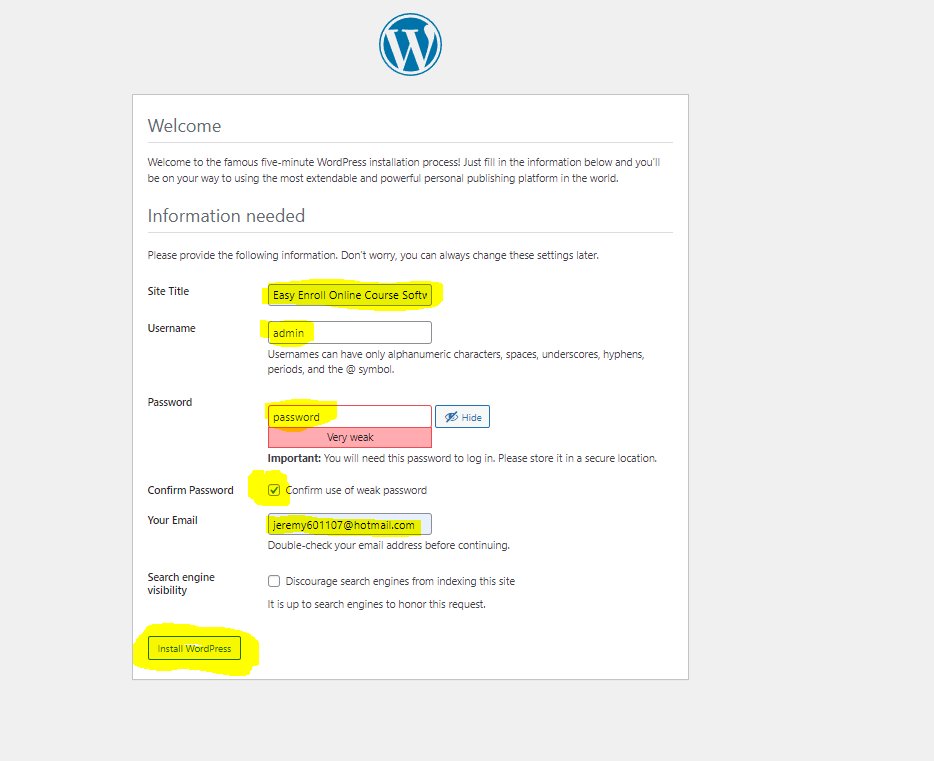 Welcome
Welcome to the famous five-minute WordPress installation process! Just fill in the information below and you'll
be on your way to using the most extendable and powerful personal publishing platform in the world.
Information needed
Please provide the following information. Don't worry, you can always change these settings later.
Site Title
Easy Enroll Online Course Softw
Username
admin
Usernames can have only alphanumeric characters, spaces, underscores, hyphens,
periods, and the @ symbol.
Password
password
Hide
Very weak
Important: You will need this password to log in. Please store it in a secure location.
Confirm Password
Confirm use of weak password
Your Email
jeremy601107@hotmail.com
Double-check your email address before continuing.
Search engine
visibility
Discourage search engines from indexing this site
It is up to search engines to honor this request.
Install WordPress